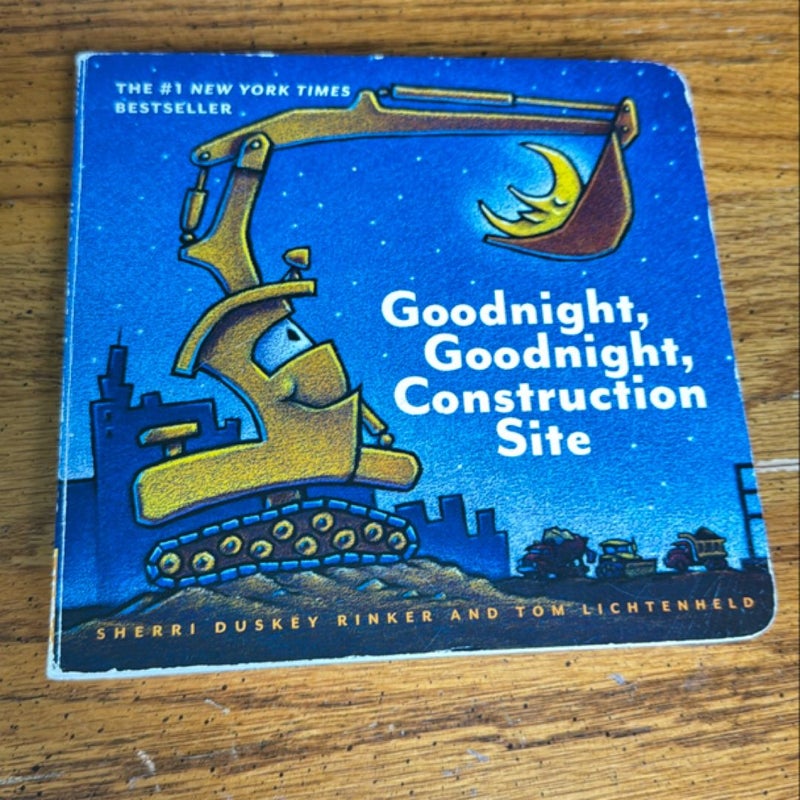 THE #1 NEW YORK TIMES
BESTSELLER
Goodnight,
Goodnight,
Construction
Site
SHERRI DUSKEY RINKER AND TOM LICHTENHELD